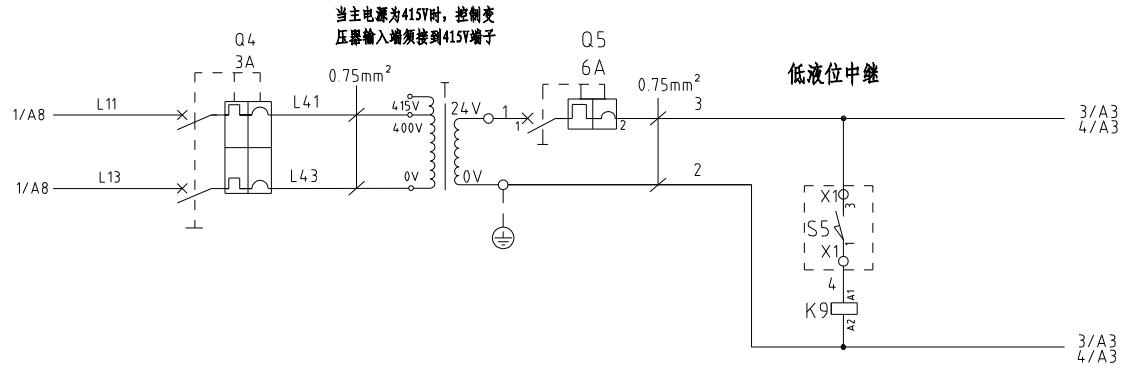 当主电源为415V时，控制变
压器输入端须接到415V端子
Q4
3A
0.75mm²
Q5
6A
0.75mm²
低液位中继
1/A8
L11
L41
415V
400V
24V
1
1
2
3
3/A3
4/A3
1/A8
L13
L43
0V
0V
2
X1
3
S5
X1
1
4
K9
A1
A2
3/A3
4/A3
T